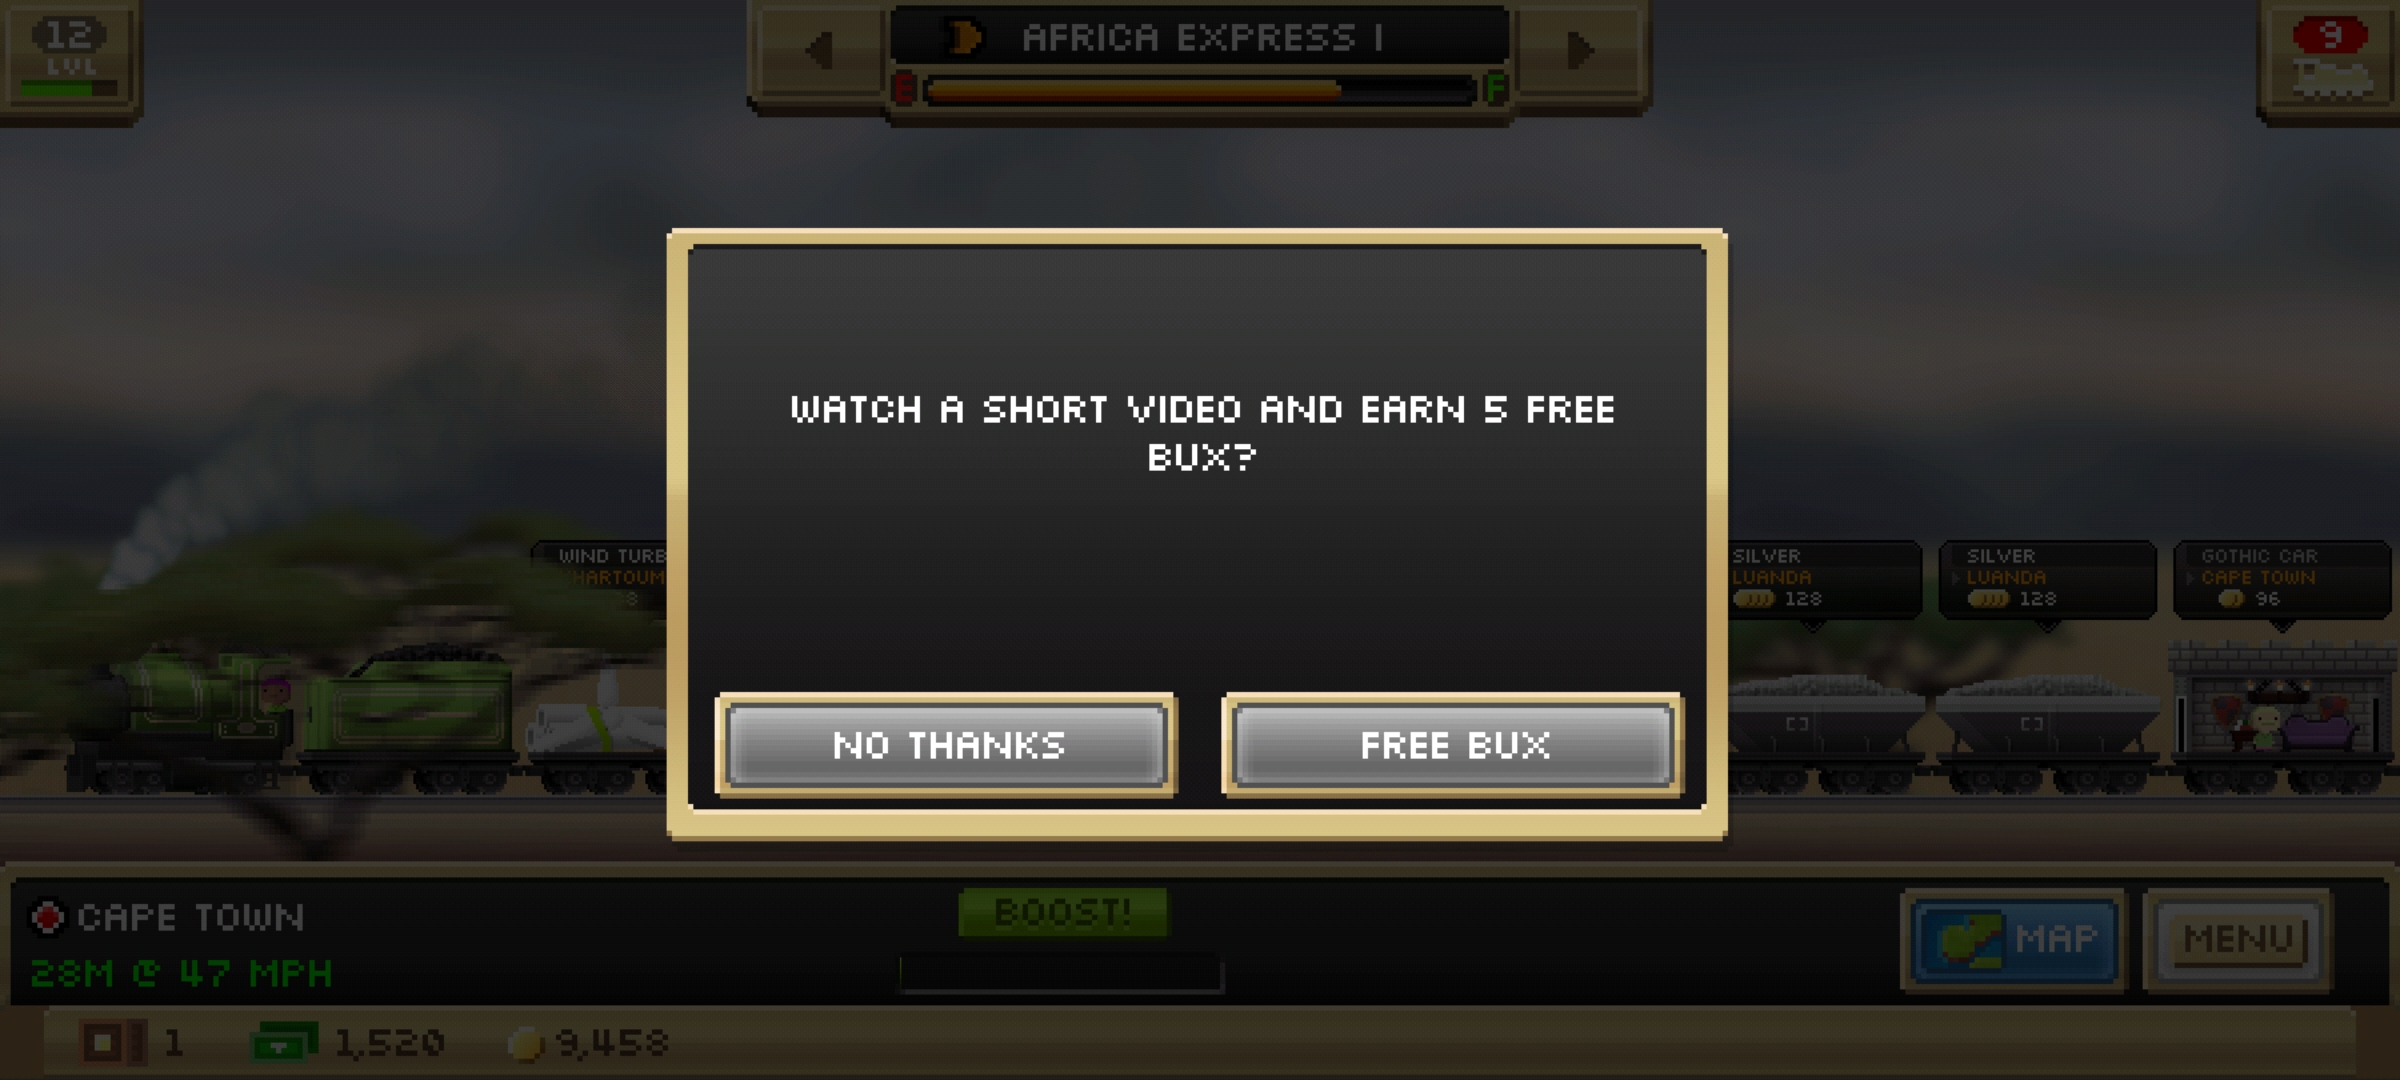 12
LVL
AFRICA EXPRESS I
E
F
9
WATCH A SHORT VIDEO AND EARN 5 FREE
BUX?
NO THANKS
FREE BUX
WIND TURB
KHARTOUM
SILVER
LUANDA
128
SILVER
LUANDA
128
GOTHIC CAR
CAPE TOWN
96
CAPE TOWN
28M @ 47 MPH
BOOST!
MAP
MENU
1
1,520
9,458